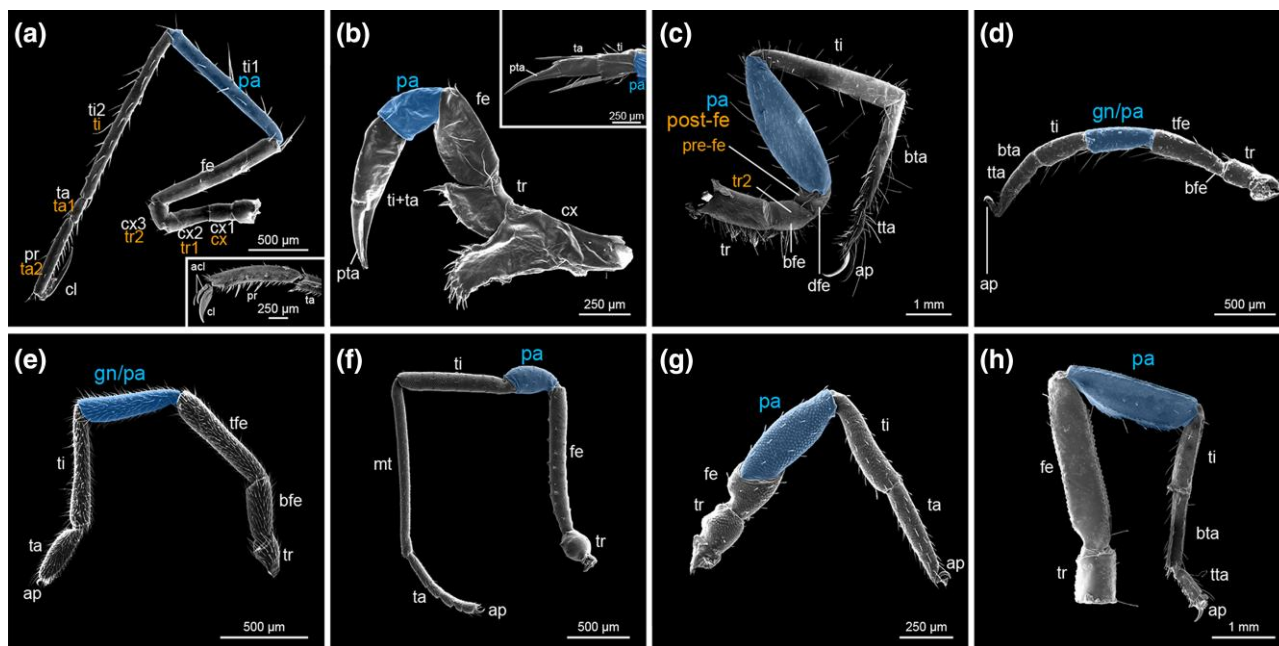 (a)
ti1
pa
ti2
ti
fe
ta
ta1
cx3
tr2
cx2
tr1
cx1
cx
500 µm
pr
ta2
cl
acl
cl
pr
ta
250 µm
(b)
pa
fe
ta
ti
pta
pa
250 µm
tr
cx
ti+ta
pta
250 µm
(c)
ti
pa
post-fe
pre-fe
bta
tr2
tta
tr
bfe
ap
dfe
1 mm
(d)
gn/pa
ti
tfe
bta
tr
tta
bfe
ap
500 µm
(e)
gn/pa
tfe
ti
bfe
ta
tr
ap
500 µm
(f)
pa
ti
mt
fe
tr
ta
ap
500 µm
(g)
pa
ti
fe
tr
ta
ap
250 µm
(h)
pa
fe
ti
bta
tr
tta
ap
1 mm